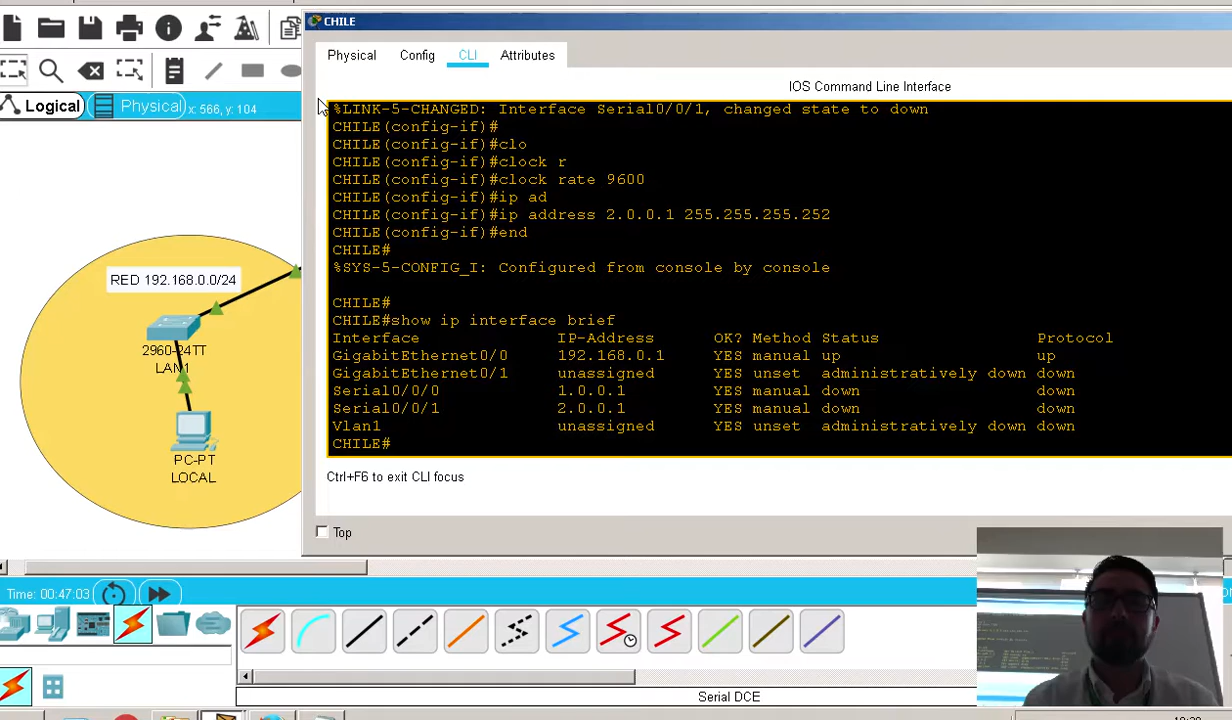 CHILE
Physical
Config
CLI
Attributes
IOS Command Line Interface
Logical
Physical
x: 566, y: 104
%LINK-5-CHANGED: Interface Serial0/0/1, changed state to down
CHILE(config-if)#
CHILE(config-if)#clo
CHILE(config-if)#clock r
CHILE(config-if)#clock rate 9600
CHILE(config-if)#ip ad
CHILE(config-if)#ip address 2.0.0.1 255.255.255.252
CHILE(config-if)#end
CHILE#
%SYS-5-CONFIG_I: Configured from console by console
CHILE#
CHILE#show ip interface brief
Interface IP-Address OK? Method Status Protocol
GigabitEthernet0/0 192.168.0.1 YES manual up up
GigabitEthernet0/1 unassigned YES unset administratively down down
Serial0/0/0 1.0.0.1 YES manual down down
Serial0/0/1 2.0.0.1 YES manual down down
Vlan1 unassigned YES unset administratively down down
CHILE#
Ctrl+F6 to exit CLI focus
Top
RED 192.168.0.0/24
2960-24TT
LAN1
PC-PT
LOCAL
Time: 00:47:03
Serial DCE